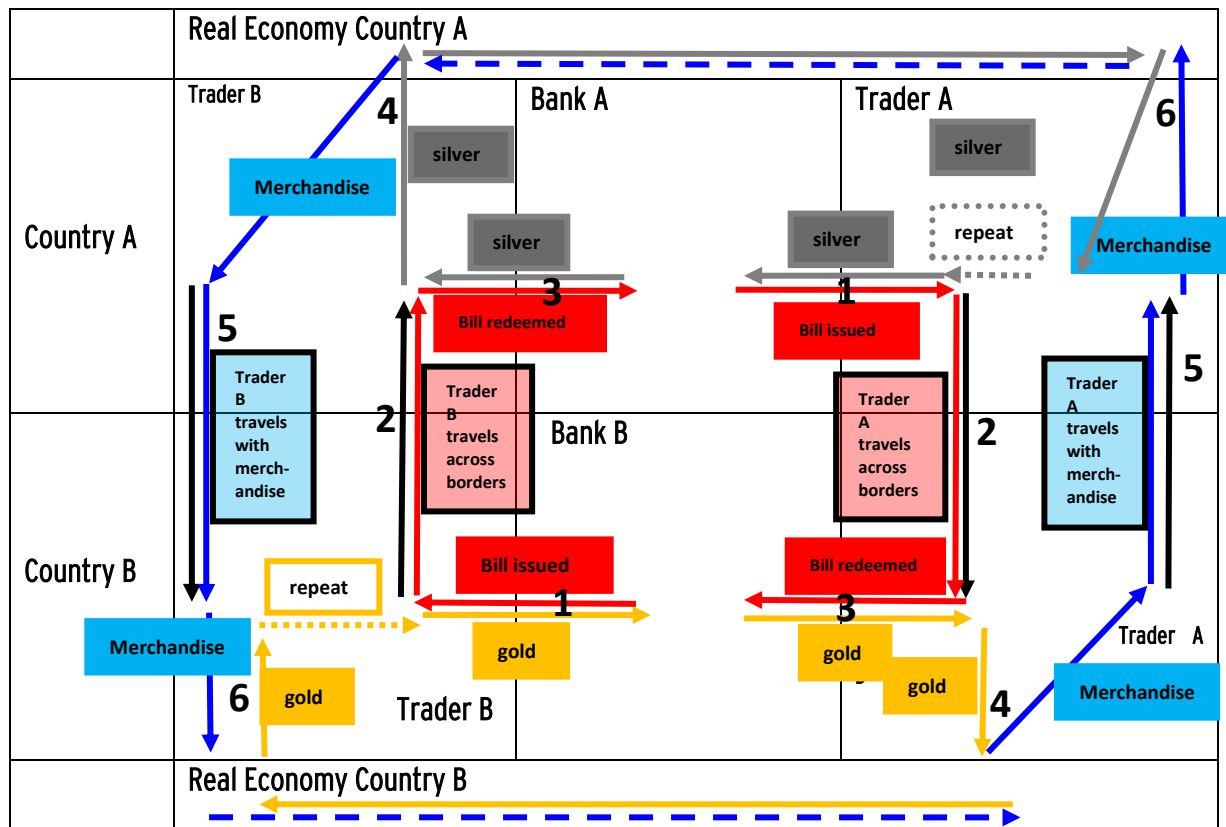 Real Economy Country A
Trader B
Bank A
Trader A
4
6
silver
silver
Merchandise
Country A
silver
silver
repeat
Merchandise
3
1
Bill redeemed
Bill issued
5
5
Trader
B
travels
with
merch-
andise
2
Trader
B
travels
across
borders
Bank B
Trader
A
travels
across
borders
2
Trader
A
travels
with
merch-
andise
Country B
repeat
Bill issued
Bill redeemed
1
3
Merchandise
gold
gold
Trader A
6
gold
Trader B
gold
4
Merchandise
Real Economy Country B